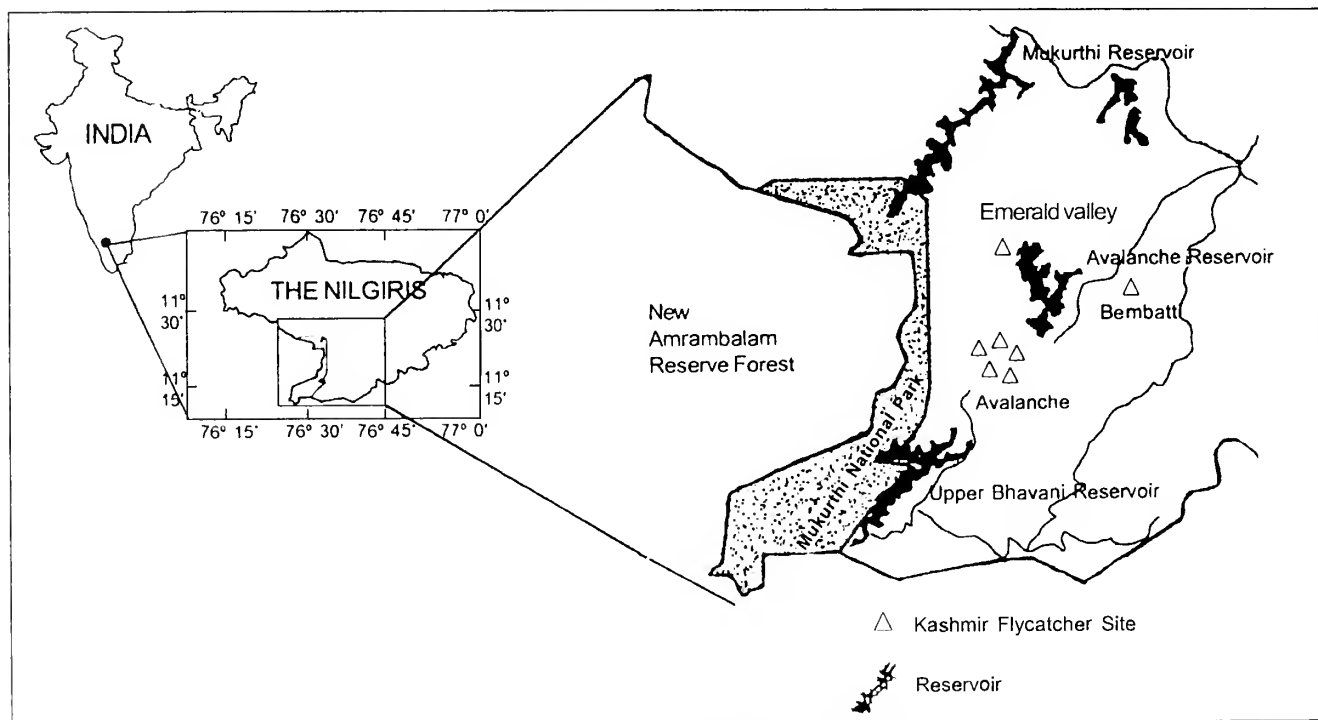 INDIA
76° 15'
76° 30'
76° 45'
77° 0'
THE NILGIRIS
11° 30'
11° 30'
11° 15'
11° 15'
76° 15'
76° 30'
76° 45'
77° 0'
Mukurthi Reservoir
Emerald valley
Avalanche Reservoir
Bembatti
New
Amrambalam
Reserve Forest
Avalanche
Mukurthi National Park
Upper Bhavani Reservoir
Kashmir Flycatcher Site
Reservoir